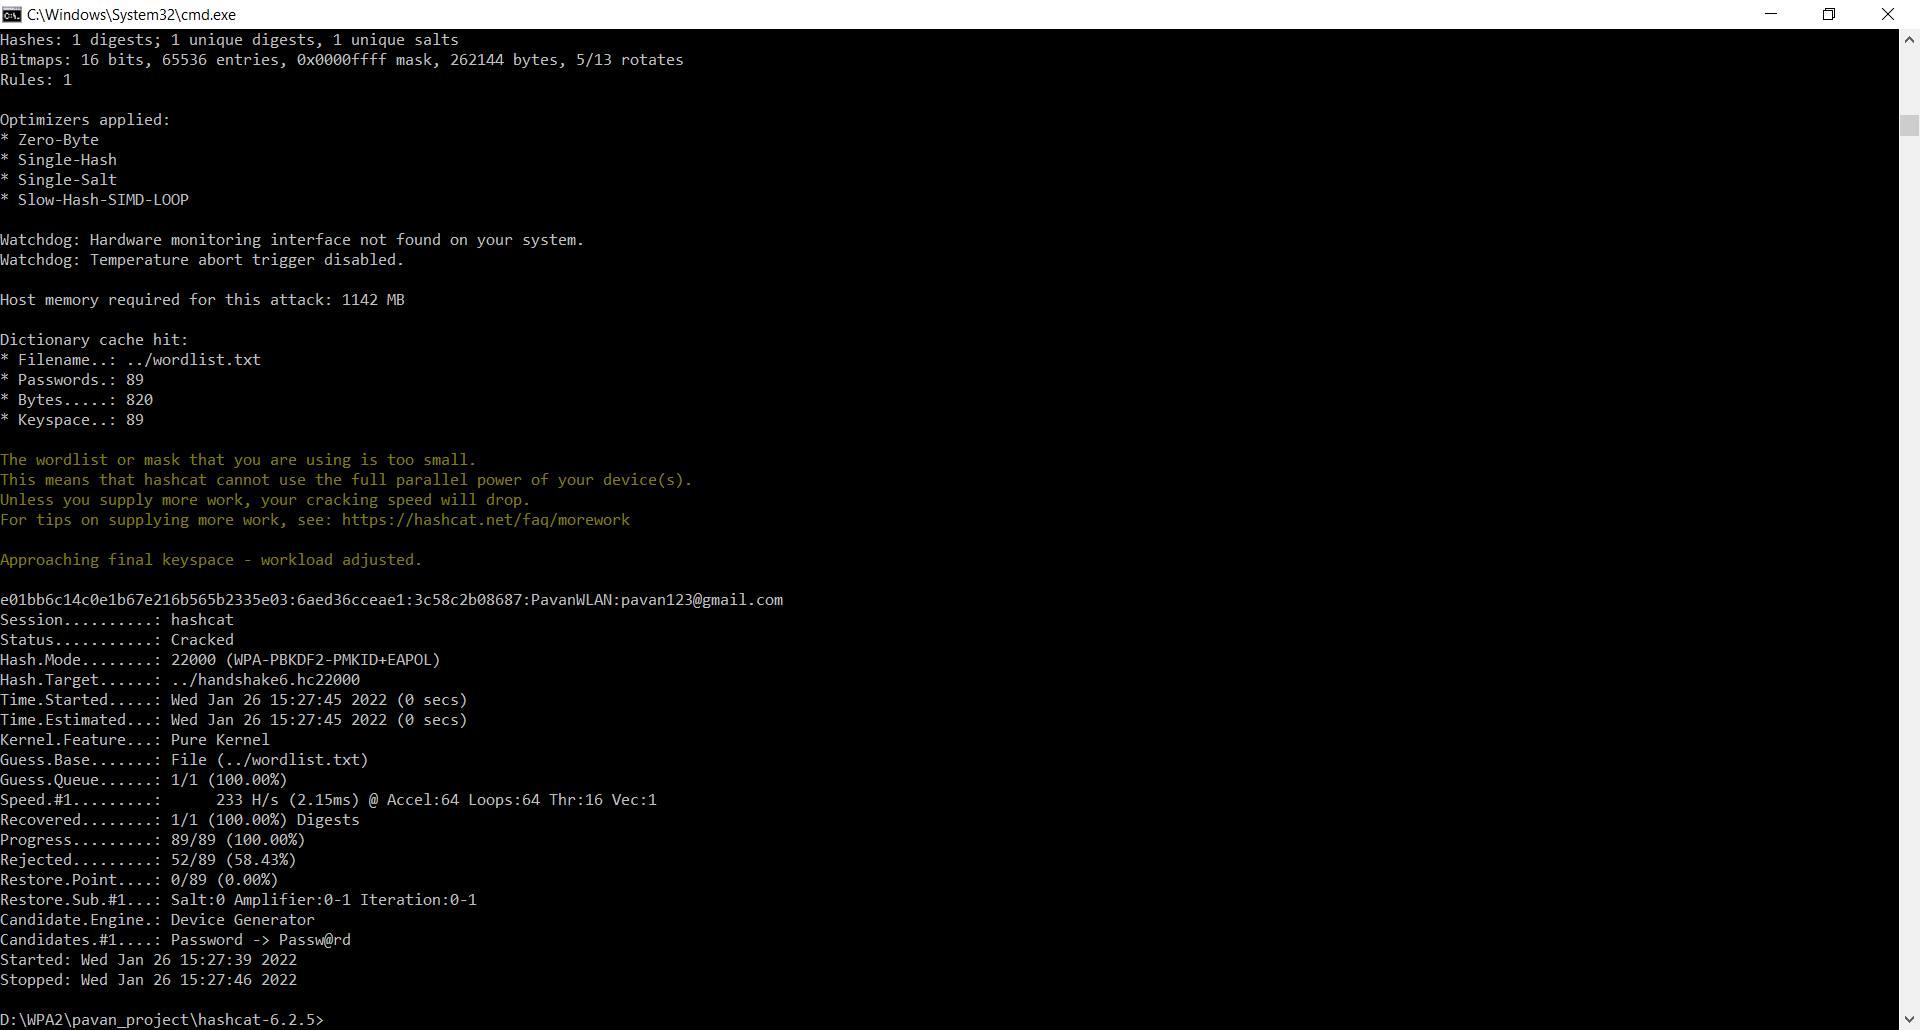 C:\Windows\System32\cmd.exe
Hashes: 1 digests; 1 unique digests, 1 unique salts
Bitmaps: 16 bits, 65536 entries, 0x0000ffff mask, 262144 bytes, 5/13 rotates
Rules: 1
Optimizers applied:
* Zero-Byte
* Single-Hash
* Single-Salt
* Slow-Hash-SIMD-LOOP
Watchdog: Hardware monitoring interface not found on your system.
Watchdog: Temperature abort trigger disabled.
Host memory required for this attack: 1142 MB
Dictionary cache hit:
* Filename..: ../wordlist.txt
* Passwords.: 89
* Bytes.....: 820
* Keyspace..: 89
The wordlist or mask that you are using is too small.
This means that hashcat cannot use the full parallel power of your device(s).
Unless you supply more work, your cracking speed will drop.
For tips on supplying more work, see: https://hashcat.net/faq/morework
Approaching final keyspace - workload adjusted.
e01bb6c14c0e1b67e216b565b2335e03:6aed36cceae1:3c58c2b08687:PavanWLAN:pavan123@gmail.com
Session..........: hashcat
Status...........: Cracked
Hash.Mode........: 22000 (WPA-PBKDF2-PMKID+EAPOL)
Hash.Target......: ../handshake6.hc22000
Time.Started.....: Wed Jan 26 15:27:45 2022 (0 secs)
Time.Estimated...: Wed Jan 26 15:27:45 2022 (0 secs)
Kernel.Feature...: Pure Kernel
Guess.Base.......: File (../wordlist.txt)
Guess.Queue......: 1/1 (100.00%)
Speed.#1.........:      233 H/s (2.15ms) @ Accel:64 Loops:64 Thr:16 Vec:1
Recovered........: 1/1 (100.00%) Digests
Progress.........: 89/89 (100.00%)
Rejected.........: 52/89 (58.43%)
Restore.Point....: 0/89 (0.00%)
Restore.Sub.#1...: Salt:0 Amplifier:0-1 Iteration:0-1
Candidate.Engine.: Device Generator
Candidates.#1....: Password -> Passw@rd
Started: Wed Jan 26 15:27:39 2022
Stopped: Wed Jan 26 15:27:46 2022
D:\WPA2\pavan_project\hashcat-6.2.5>